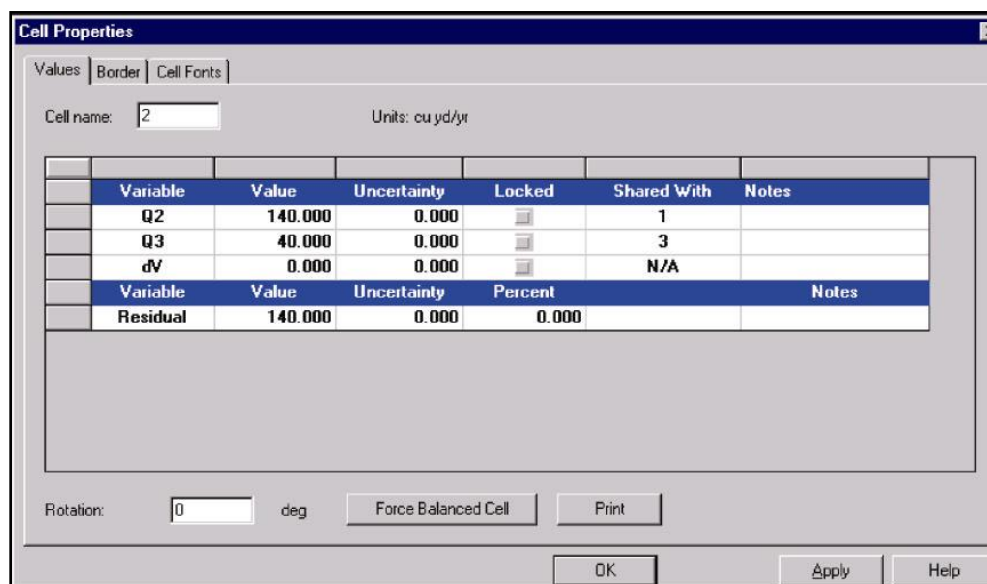 Cell Properties
Values Border Cell Fonts
Cell name: 2 Units: cu yd/yr
Variable Value Uncertainty Locked Shared With Notes
Q2 140.000 0.000 1
Q3 40.000 0.000 3
dV 0.000 0.000 N/A
Variable Value Uncertainty Percent Notes
Residual 140.000 0.000 0.000
Rotation: 0 deg Force Balanced Cell Print
OK Apply Help